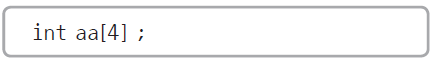 int aa[4] ;